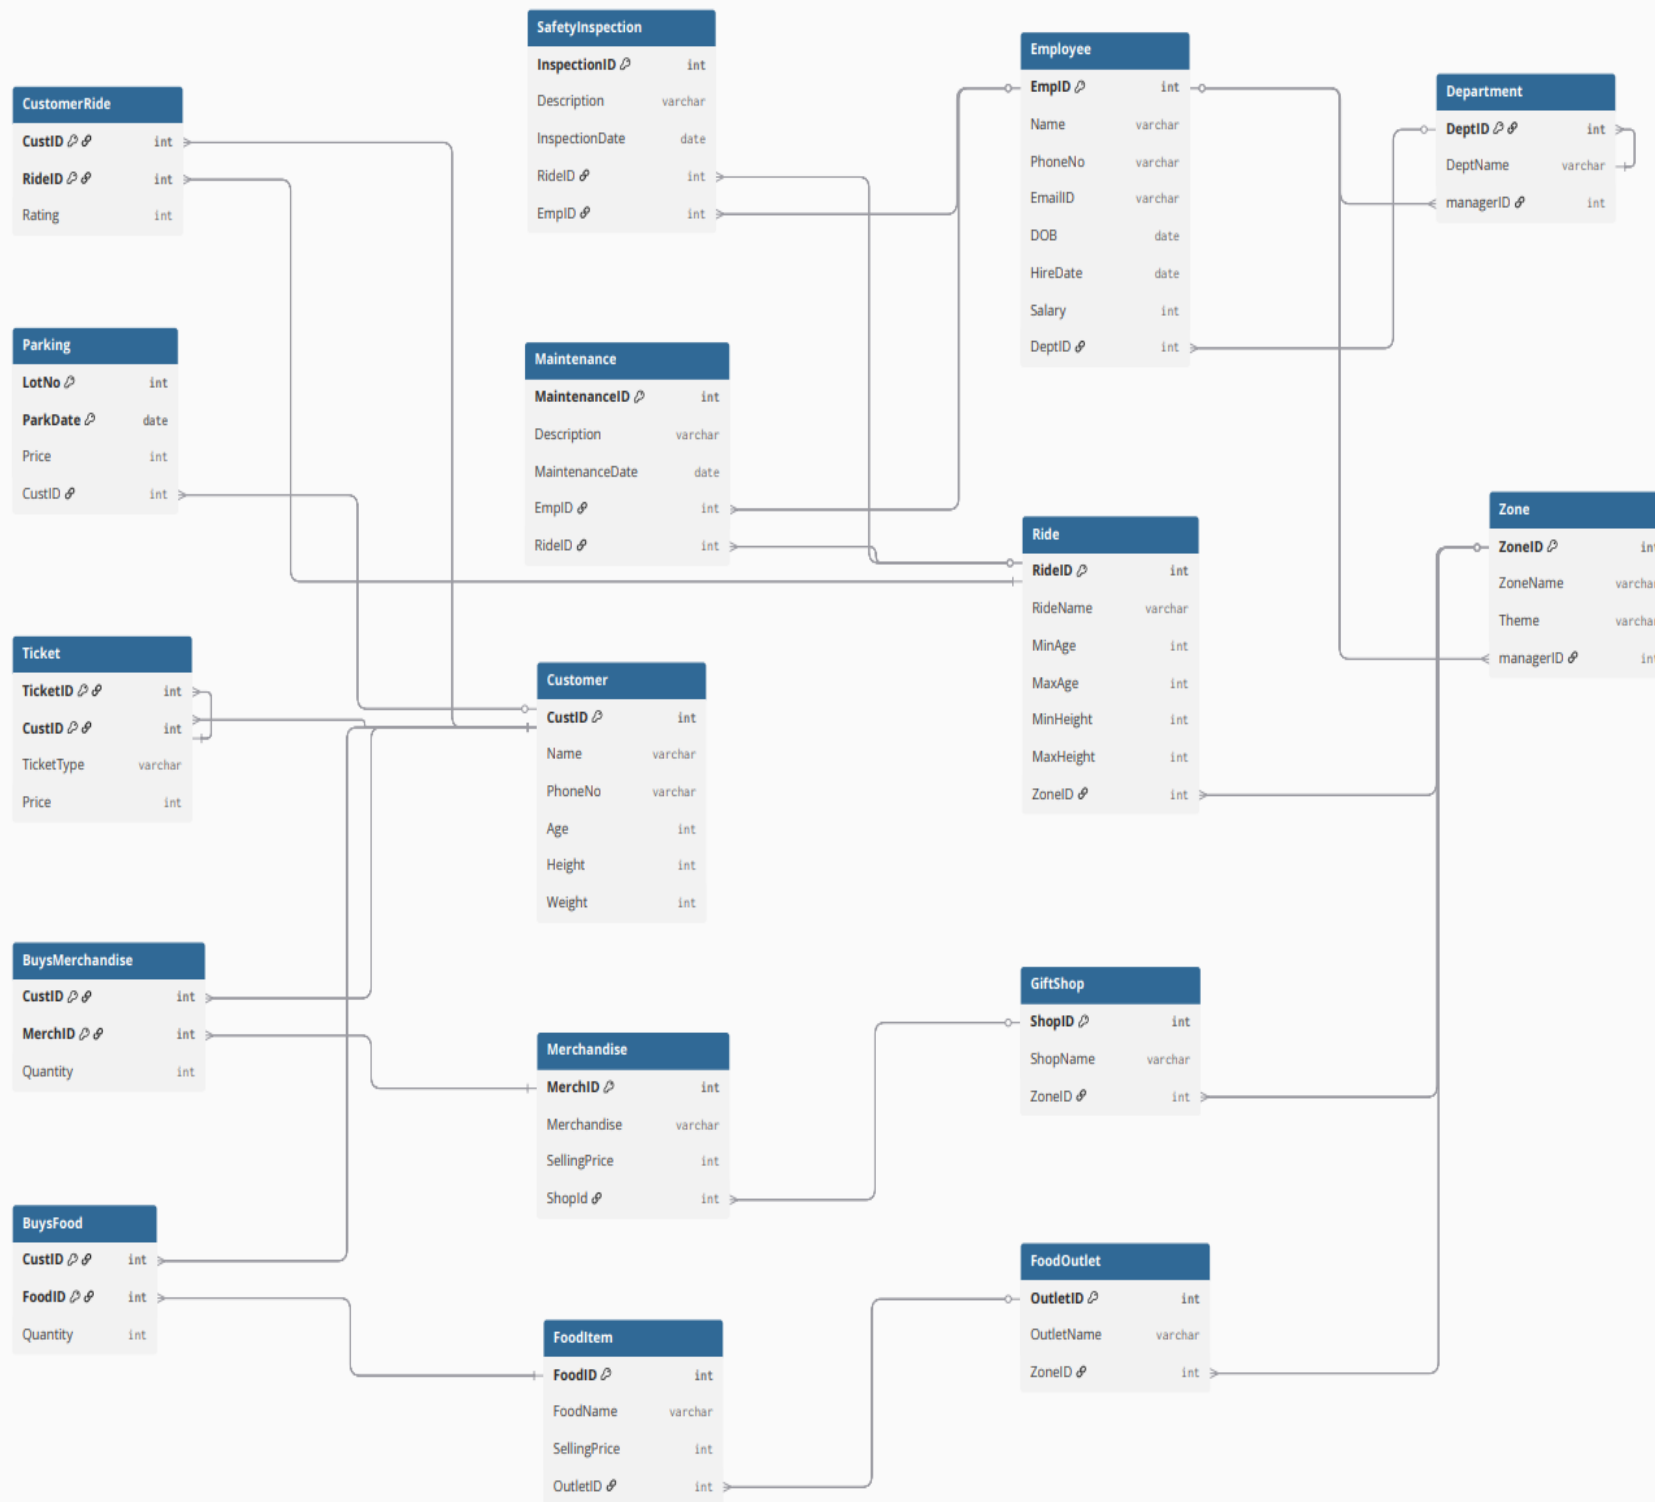 CustomerRide
CustID int
RideID int
Rating int
Parking
LotNo int
ParkDate date
Price int
CustID int
Ticket
TicketID int
CustID int
TicketType varchar
Price int
BuysMerchandise
CustID int
MerchID int
Quantity int
BuysFood
CustID int
FoodID int
Quantity int
SafetyInspection
InspectionID int
Description varchar
InspectionDate date
RideID int
EmpID int
Maintenance
MaintenanceID int
Description varchar
MaintenanceDate date
EmpID int
RideID int
Customer
CustID int
Name varchar
PhoneNo varchar
Age int
Height int
Weight int
Merchandise
MerchID int
Merchandise varchar
SellingPrice int
ShopId int
FoodItem
FoodID int
FoodName varchar
SellingPrice int
OutletID int
Employee
EmpID int
Name varchar
PhoneNo varchar
EmailID varchar
DOB date
HireDate date
Salary int
DeptID int
Ride
RideID int
RideName varchar
MinAge int
MaxAge int
MinHeight int
MaxHeight int
ZoneID int
GiftShop
ShopID int
ShopName varchar
ZoneID int
FoodOutlet
OutletID int
OutletName varchar
ZoneID int
Department
DeptID int
DeptName varchar
managerID int
Zone
ZoneID int
ZoneName varchar
Theme varchar
managerID int